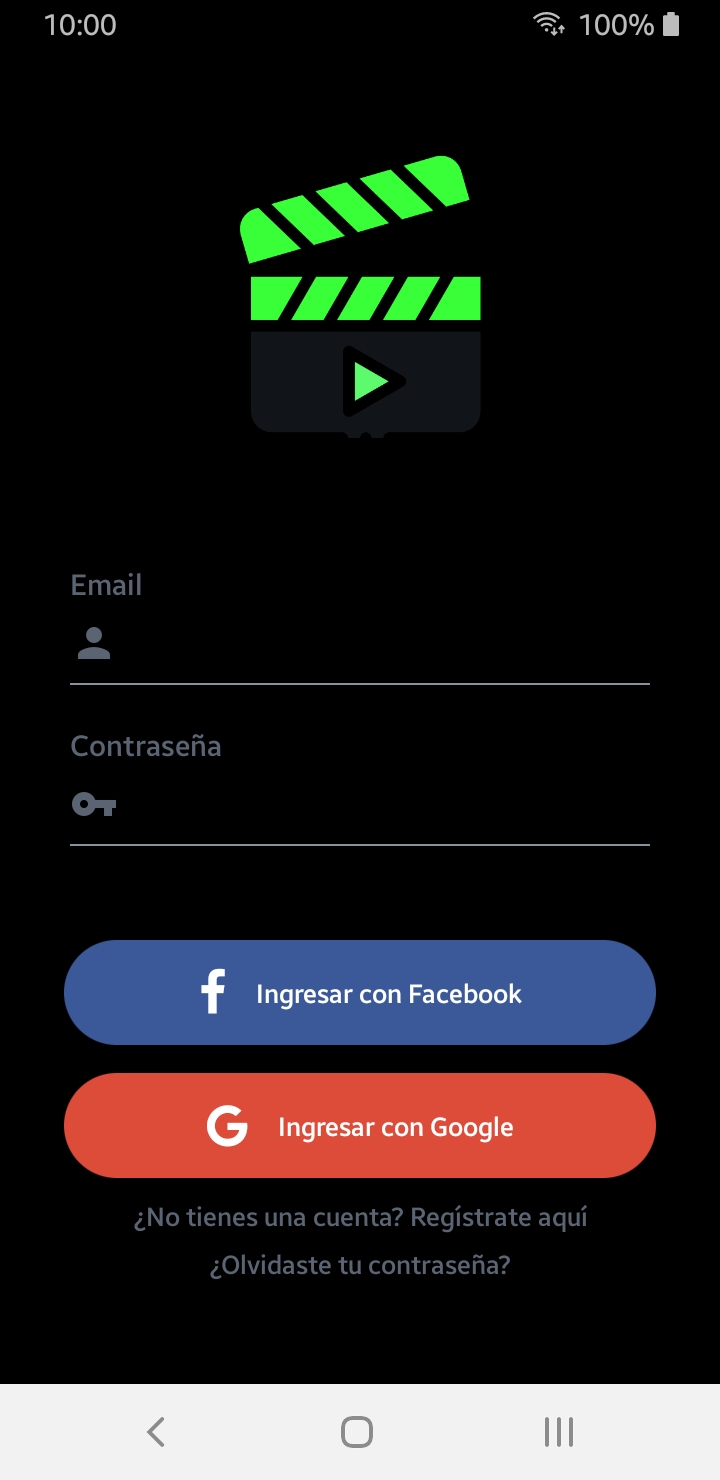 10:00
100%
Email
Contraseña
Ingresar con Facebook
Ingresar con Google
¿No tienes una cuenta? Regístrate aquí
¿Olvidaste tu contraseña?